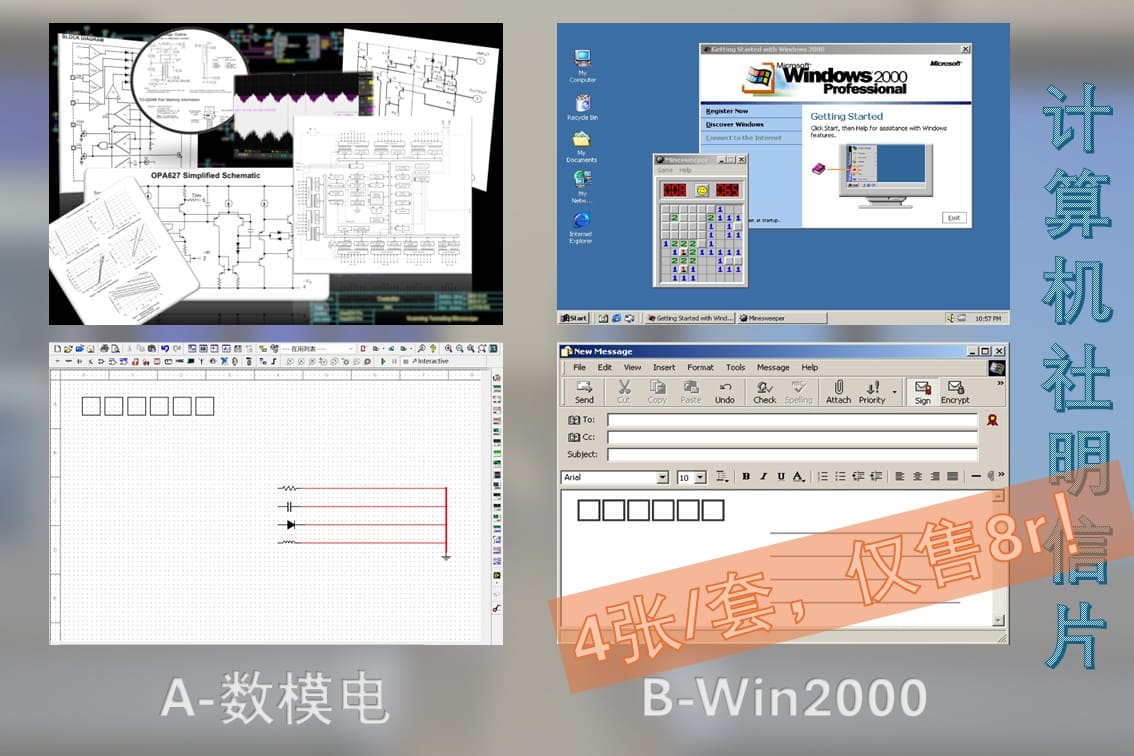 BLOCK DIAGRAM
OPA627 Simplified Schematic
Trim
My
Computer
Recycle Bin
My
Documents
My
Netw...
Internet
Explorer
Getting Started with Windows 2000
Microsoft
Microsoft
Windows 2000
Professional
Register Now
Discover Windows
Connect to the Internet
Getting Started
Click Start, then Help for assistance with Windows
features.
at startup.
Exit
Minesweeper
Game Help
Start
Getting Started with Wind...
Minesweeper
10:57 PM
Interactive
New Message
File Edit View Insert Format Tools Message Help
Send Cut Copy Paste Undo Check Spelling Attach Priority Sign Encrypt
To:
Cc:
Subject:
Arial 10 B I U A
计算机社明信片
4张/套，仅售8r！
A-数模电
B-Win2000